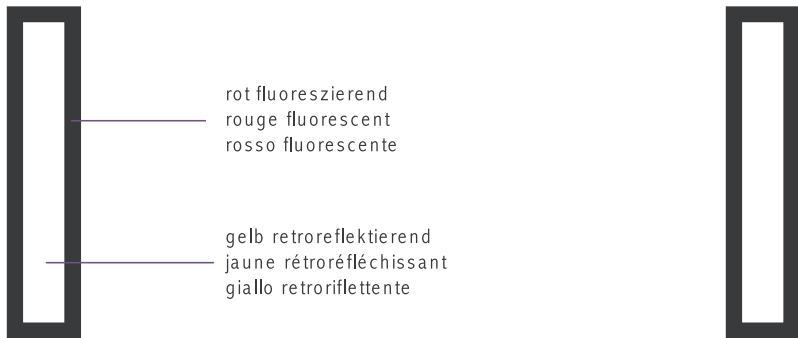 rot fluoreszierend
rouge fluorescent
rosso fluorescente
gelb retroreflektierend
jaune rétroréfléchissant
giallo retroriflettente